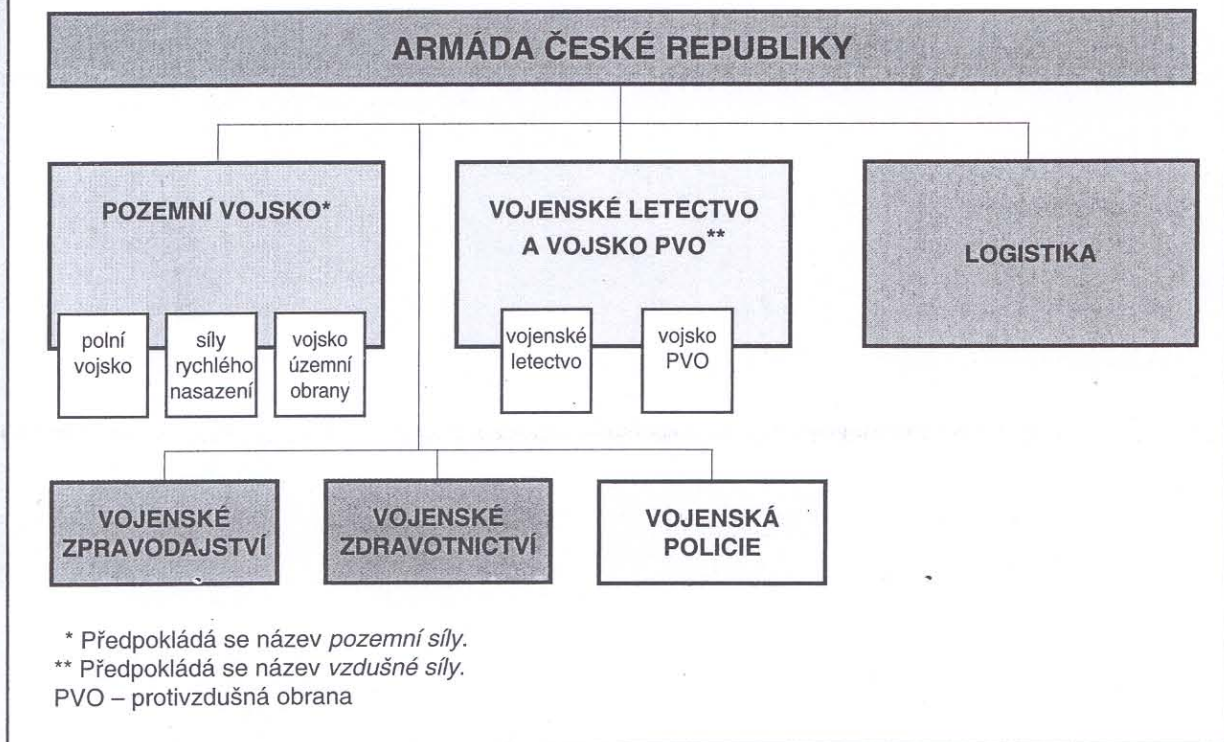 ARMÁDA ČESKÉ REPUBLIKY
POZEMNÍ VOJSKO*
polní
vojsko
síly
rychlého
nasazení
vojsko
územní
obrany
VOJENSKÉ LETECTVO
A VOJSKO PVO**
vojenské
letectvo
vojsko
PVO
LOGISTIKA
VOJENSKÉ
ZPRAVODAJSTVÍ
VOJENSKÉ
ZDRAVOTNICTVÍ
VOJENSKÁ
POLICIE
* Předpokládá se název pozemní síly.
** Předpokládá se název vzdušné síly.
PVO – protivzdušná obrana